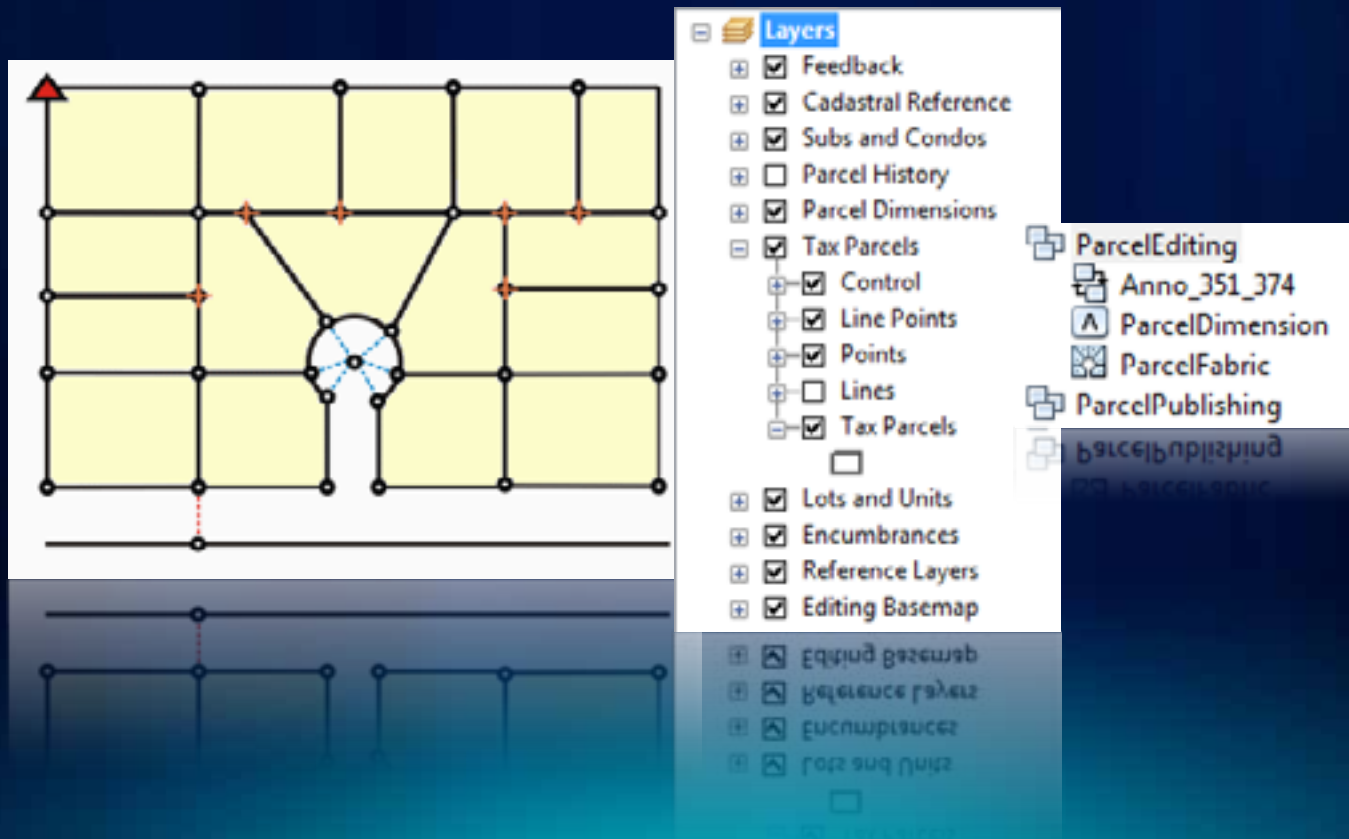 Layers
Feedback
Cadastral Reference
Subs and Condos
Parcel History
Parcel Dimensions
Tax Parcels
Control
Line Points
Points
Lines
Tax Parcels
Lots and Units
Encumbrances
Reference Layers
Editing Basemap
ParcelEditing
Anno_351_374
ParcelDimension
ParcelFabric
ParcelPublishing